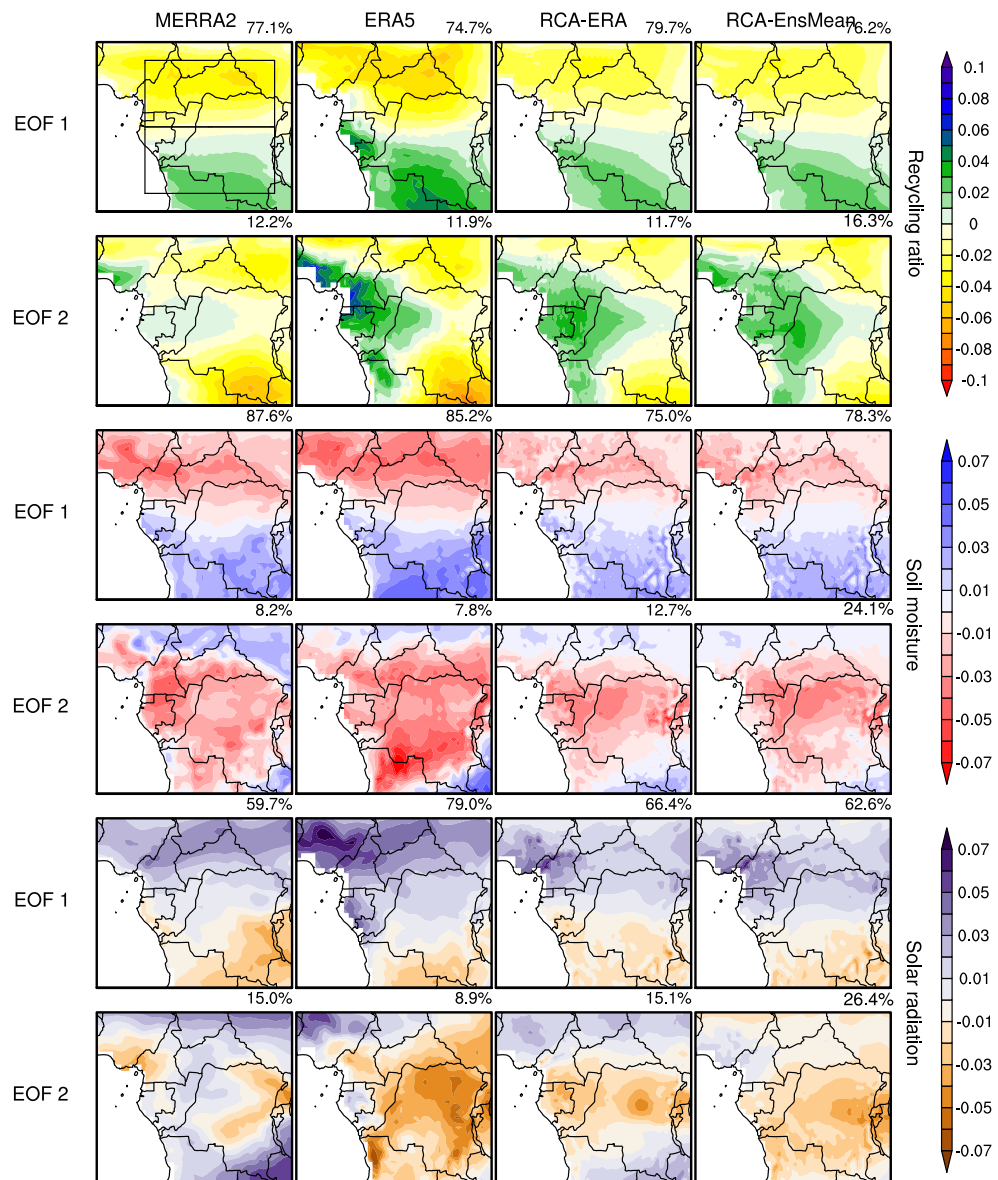 MERRA2 ERA5 RCA-ERA RCA-EnsMean
77.1% 74.7% 79.7% 76.2%
EOF 1
12.2% 11.9% 11.7% 16.3%
EOF 2
Recycling ratio
0.1
0.08
0.06
0.04
0.02
0
-0.02
-0.04
-0.06
-0.08
-0.1
87.6% 85.2% 75.0% 78.3%
EOF 1
8.2% 7.8% 12.7% 24.1%
EOF 2
Soil moisture
0.07
0.05
0.03
0.01
-0.01
-0.03
-0.05
-0.07
59.7% 79.0% 66.4% 62.6%
EOF 1
15.0% 8.9% 15.1% 26.4%
EOF 2
Solar radiation
0.07
0.05
0.03
0.01
-0.01
-0.03
-0.05
-0.07